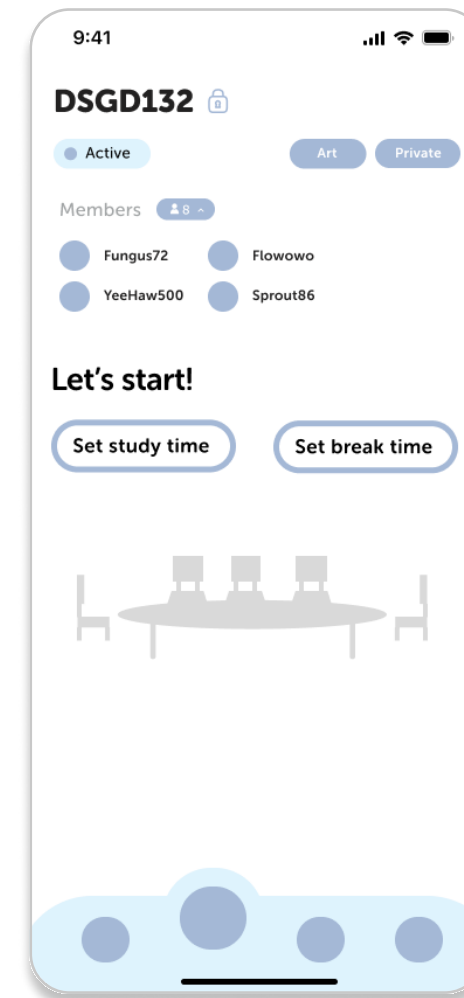 9:41
DSGD132
Active Art Private
Members 8
Fungus72 Flowowo
YeeHaw500 Sprout86
Let's start!
Set study time Set break time